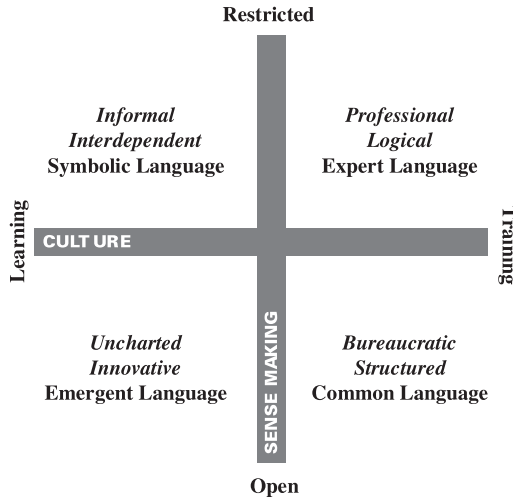 Restricted
Informal
Interdependent
Symbolic Language
Professional
Logical
Expert Language
Learning
CULTURE
Training
Uncharted
Innovative
Emergent Language
SENSE MAKING
Bureaucratic
Structured
Common Language
Open